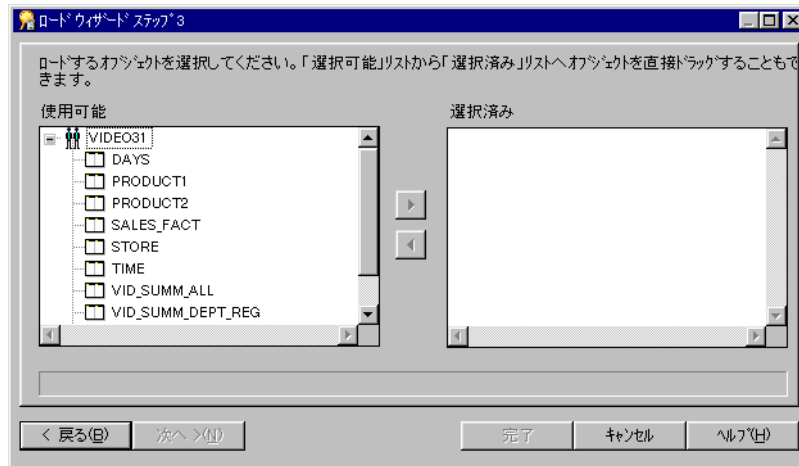 ﾛｰﾄﾞｳｨｻﾞｰﾄﾞｽﾃｯﾌﾟ3
ﾛｰﾄﾞするｵﾌﾞｼﾞｪｸﾄを選択してください。「選択可能」ﾘｽﾄから「選択済み」ﾘｽﾄへｵﾌﾞｼﾞｪｸﾄを直接ﾄﾞﾗｯｸﾞすることもで
きます。
使用可能
選択済み
VIDEO31
DAYS
PRODUCT1
PRODUCT2
SALES_FACT
STORE
TIME
VID_SUMM_ALL
VID_SUMM_DEPT_REG
< 戻る(B)
次へ >(N)
完了
ｷｬﾝｾﾙ
ﾍﾙﾌﾟ(H)